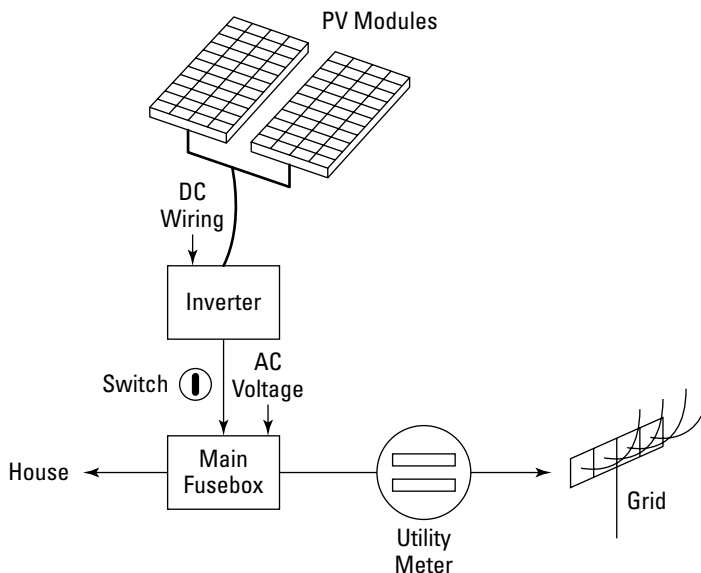 PV Modules
DC
Wiring
Inverter
Switch
AC
Voltage
House
Main
Fusebox
Utility
Meter
Grid